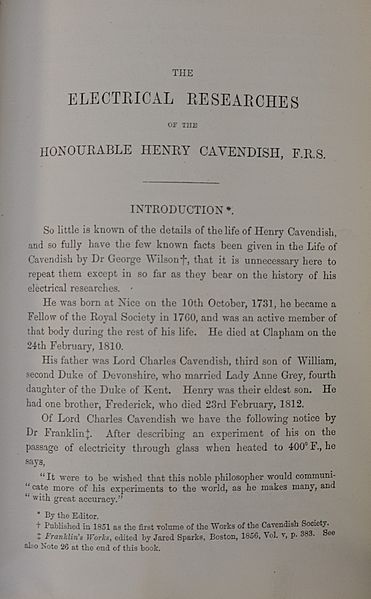 THE
ELECTRICAL RESEARCHES
OF THE
HONOURABLE HENRY CAVENDISH, F.R.S.
INTRODUCTION*.
So little is known of the details of the life of Henry Cavendish,
and so fully have the few known facts been given in the Life of
Cavendish by Dr George Wilson†, that it is unnecessary here to
repeat them except in so far as they bear on the history of his
electrical researches.
He was born at Nice on the 10th October, 1731, he became a
Fellow of the Royal Society in 1760, and was an active member of
that body during the rest of his life. He died at Clapham on the
24th February, 1810.
His father was Lord Charles Cavendish, third son of William,
second Duke of Devonshire, who married Lady Anne Grey, fourth
daughter of the Duke of Kent. Henry was their eldest son. He
had one brother, Frederick, who died 23rd February, 1812.
Of Lord Charles Cavendish we have the following notice by
Dr Franklin‡. After describing an experiment of his on the
passage of electricity through glass when heated to 400° F., he
says,
"It were to be wished that this noble philosopher would communi-
"cate more of his experiments to the world, as he makes many, and
"with great accuracy."
* By the Editor.
† Published in 1851 as the first volume of the Works of the Cavendish Society.
‡ Franklin's Works, edited by Jared Sparks, Boston, 1856, Vol. v, p. 383. See
also Note 26 at the end of this book.